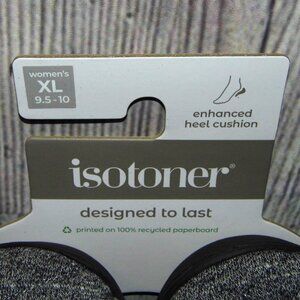 women's
XL
9.5-10
enhanced
heel cushion
isotoner®
designed to last
printed on 100% recycled paperboard